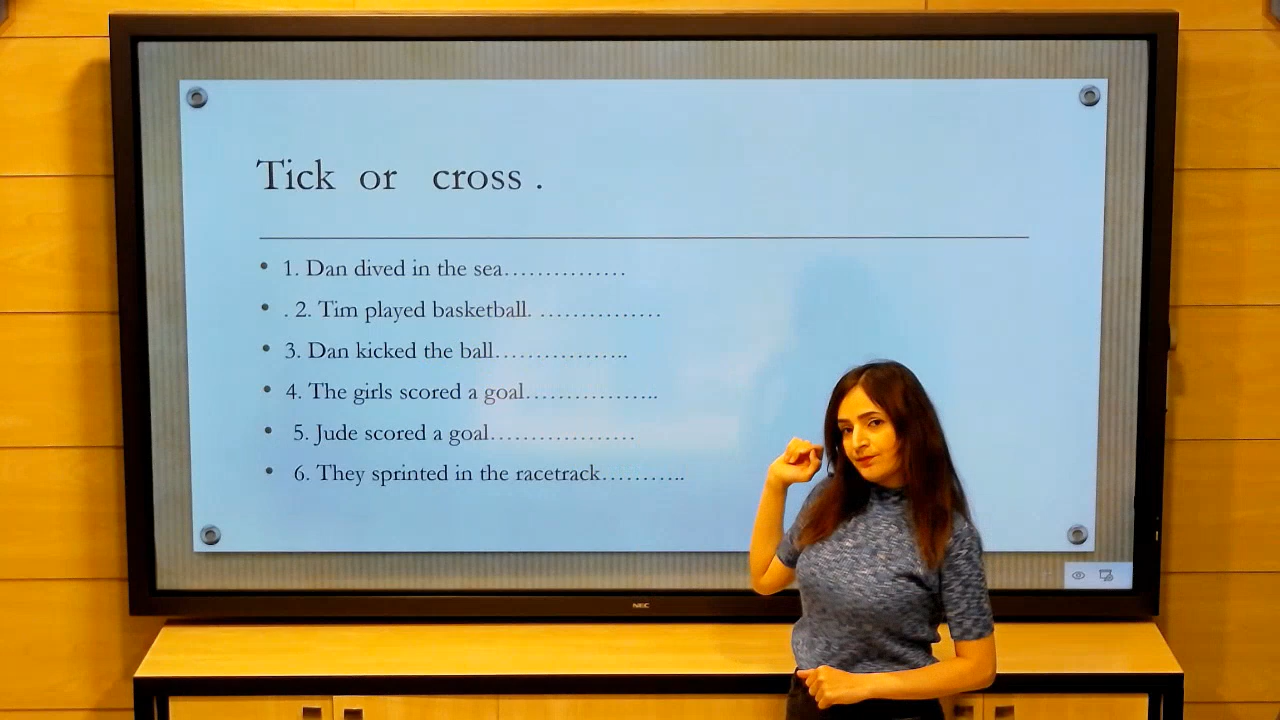 Tick or cross .
• 1. Dan dived in the sea……………
• . 2. Tim played basketball. ……………
• 3. Dan kicked the ball……………..
• 4. The girls scored a goal……………..
• 5. Jude scored a goal………………
• 6. They sprinted in the racetrack………..
NEC